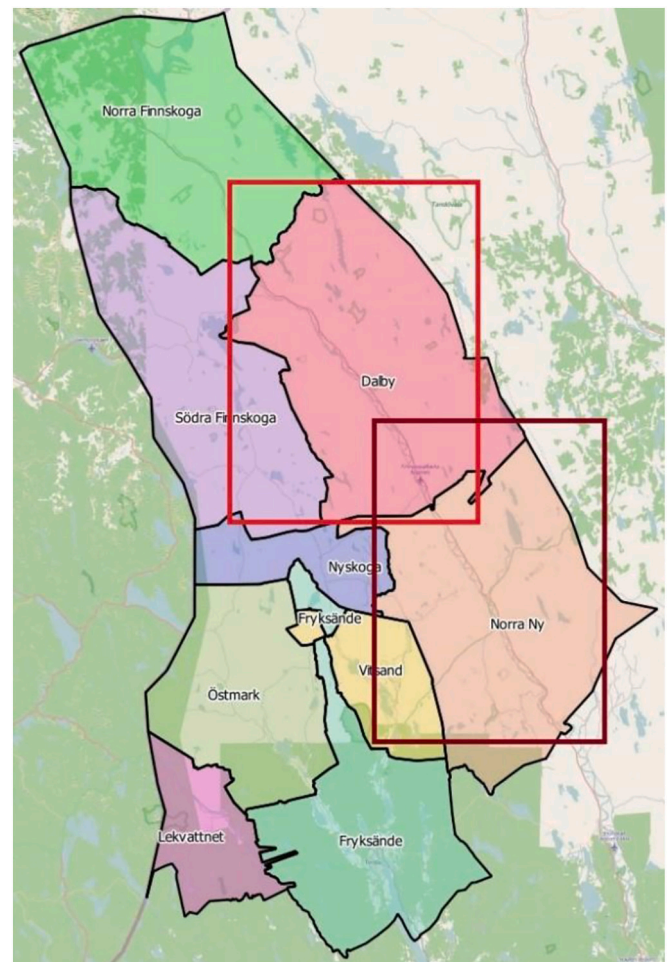 Norra Finnskoga
Dalby
Södra Finnskoga
Nyskoga
Fryksände
Norra Ny
Vitsand
Östmark
Lekvattnet
Fryksände